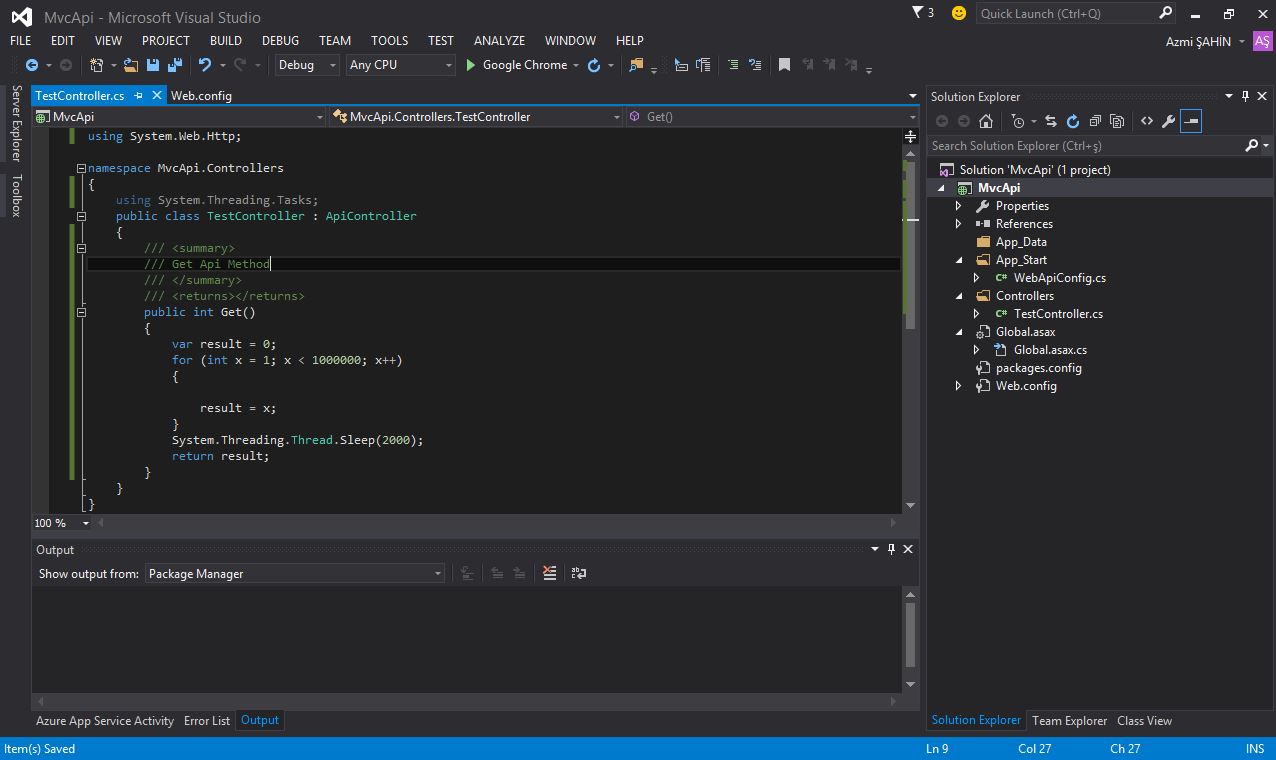 MvcApi - Microsoft Visual Studio
3
Quick Launch (Ctrl+Q)
FILE EDIT VIEW PROJECT BUILD DEBUG TEAM TOOLS TEST ANALYZE WINDOW HELP
Azmi ŞAHİN AŞ
Debug Any CPU Google Chrome
Server Explorer
Toolbox
TestController.cs Web.config
MvcApi MvcApi.Controllers.TestController Get()
using System.Web.Http;
namespace MvcApi.Controllers
{
using System.Threading.Tasks;
public class TestController : ApiController
{
/// <summary>
/// Get Api Method
/// </summary>
/// <returns></returns>
public int Get()
{
var result = 0;
for (int x = 1; x < 1000000; x++)
{
result = x;
}
System.Threading.Thread.Sleep(2000);
return result;
}
}
}
100 %
Output
Show output from: Package Manager
Azure App Service Activity Error List Output
Solution Explorer
Search Solution Explorer (Ctrl+ş)
Solution 'MvcApi' (1 project)
MvcApi
Properties
References
App_Data
App_Start
C# WebApiConfig.cs
Controllers
C# TestController.cs
Global.asax
Global.asax.cs
packages.config
Web.config
Solution Explorer Team Explorer Class View
Item(s) Saved Ln 9 Col 27 Ch 27 INS